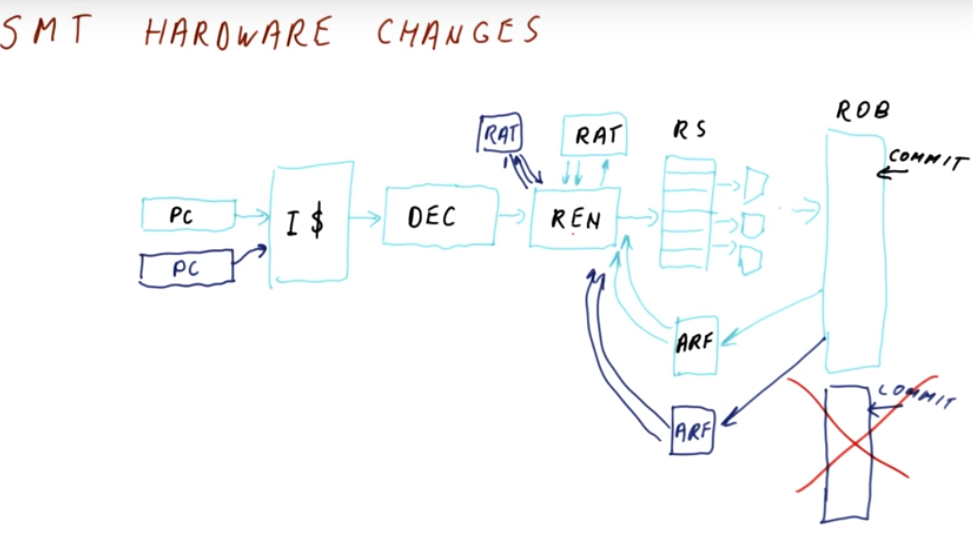 SMT HARDWARE CHANGES
ROB
RAT
RAT
RS
COMMIT
PC
I $
DEC
REN
PC
ARF
COMMIT
ARF